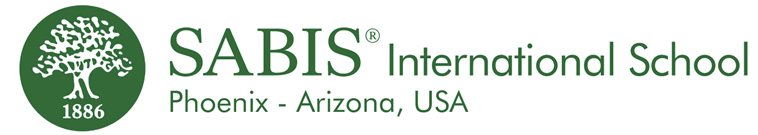 1886
SABIS® International School
Phoenix - Arizona, USA